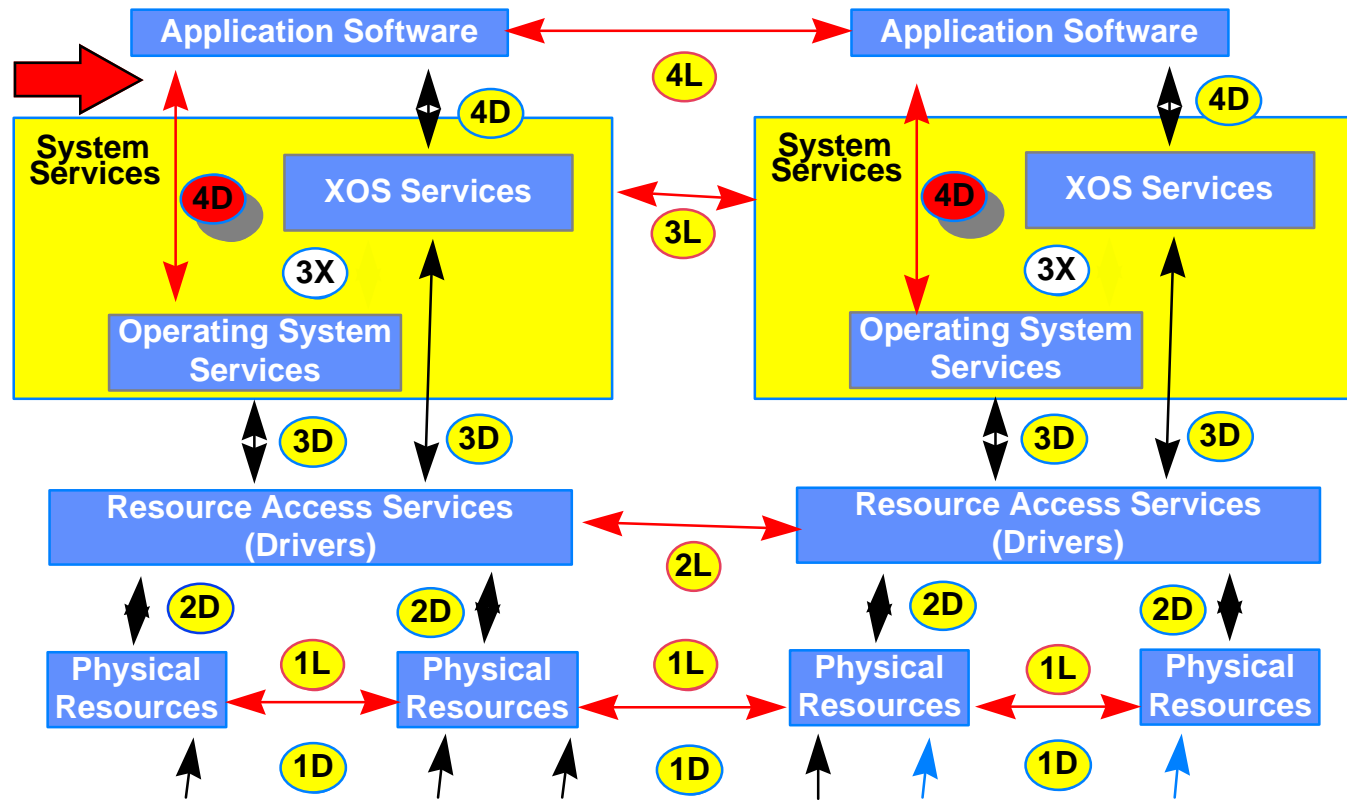 Application Software
Application Software
4L
4D
4D
System
Services
XOS Services
System
Services
XOS Services
4D
4D
3L
3X
3X
Operating System
Services
Operating System
Services
3D
3D
3D
3D
Resource Access Services
(Drivers)
Resource Access Services
(Drivers)
2L
2D
2D
2D
2D
Physical
Resources
1L
Physical
Resources
1L
Physical
Resources
1L
Physical
Resources
1D
1D
1D